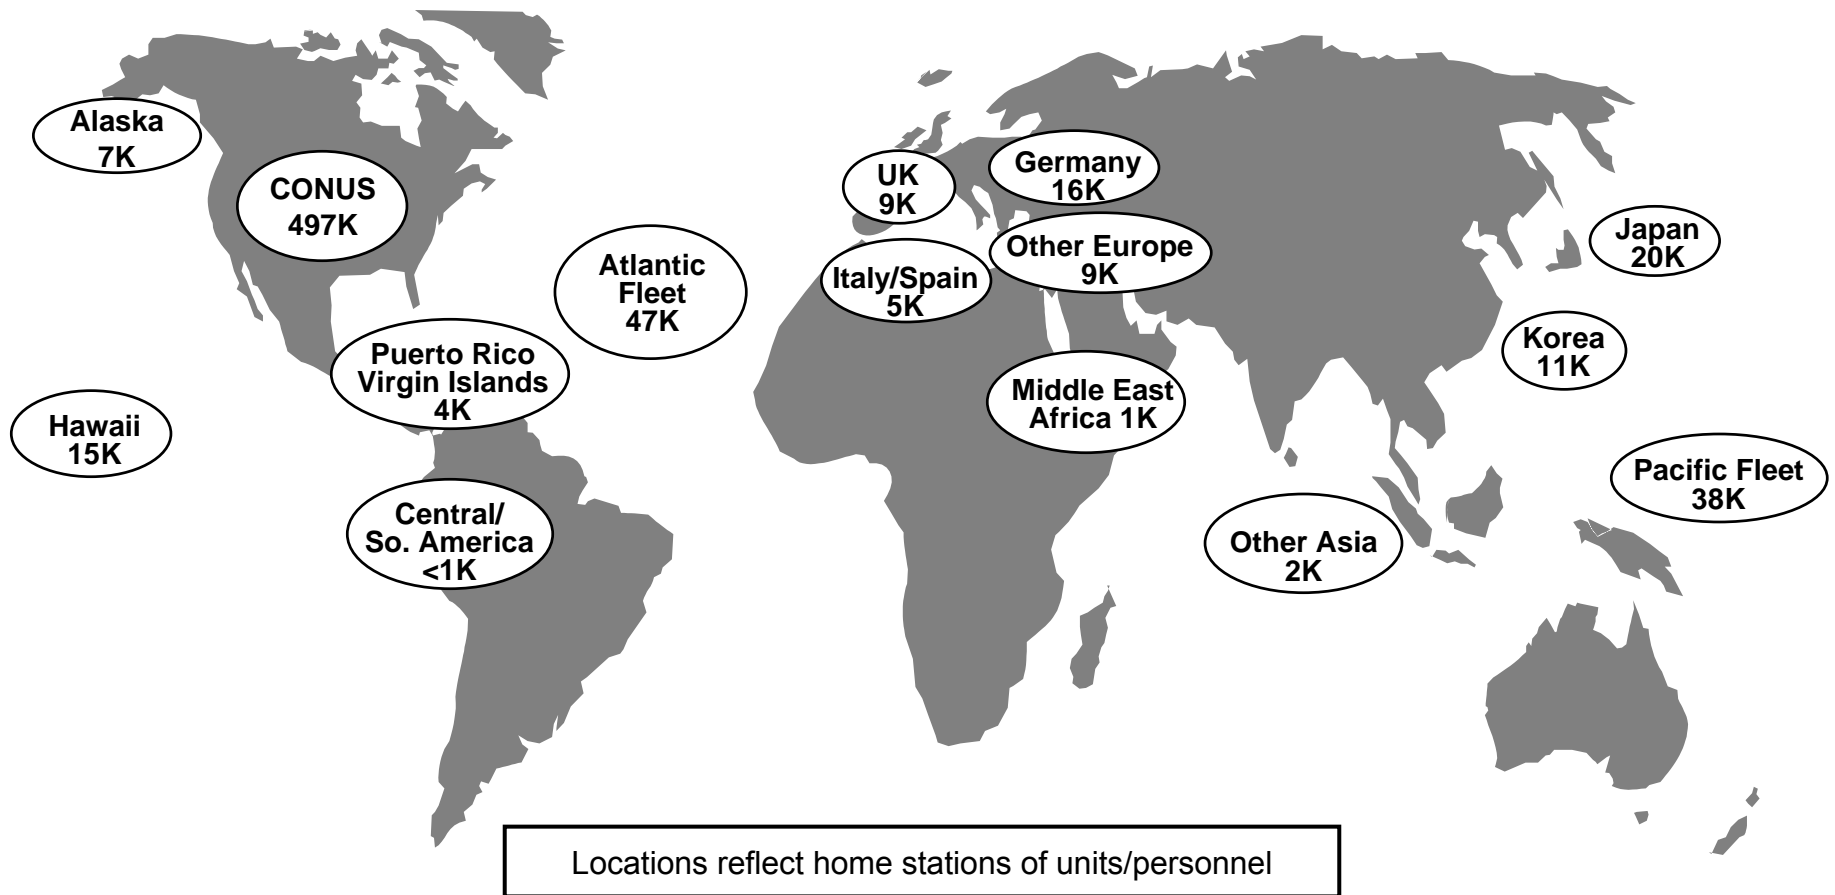 Alaska
7K
CONUS
497K
UK
9K
Germany
16K
Japan
20K
Atlantic
Fleet
47K
Italy/Spain
5K
Other Europe
9K
Puerto Rico
Virgin Islands
4K
Korea
11K
Middle East
Africa 1K
Hawaii
15K
Pacific Fleet
38K
Central/
So. America
<1K
Other Asia
2K
Locations reflect home stations of units/personnel